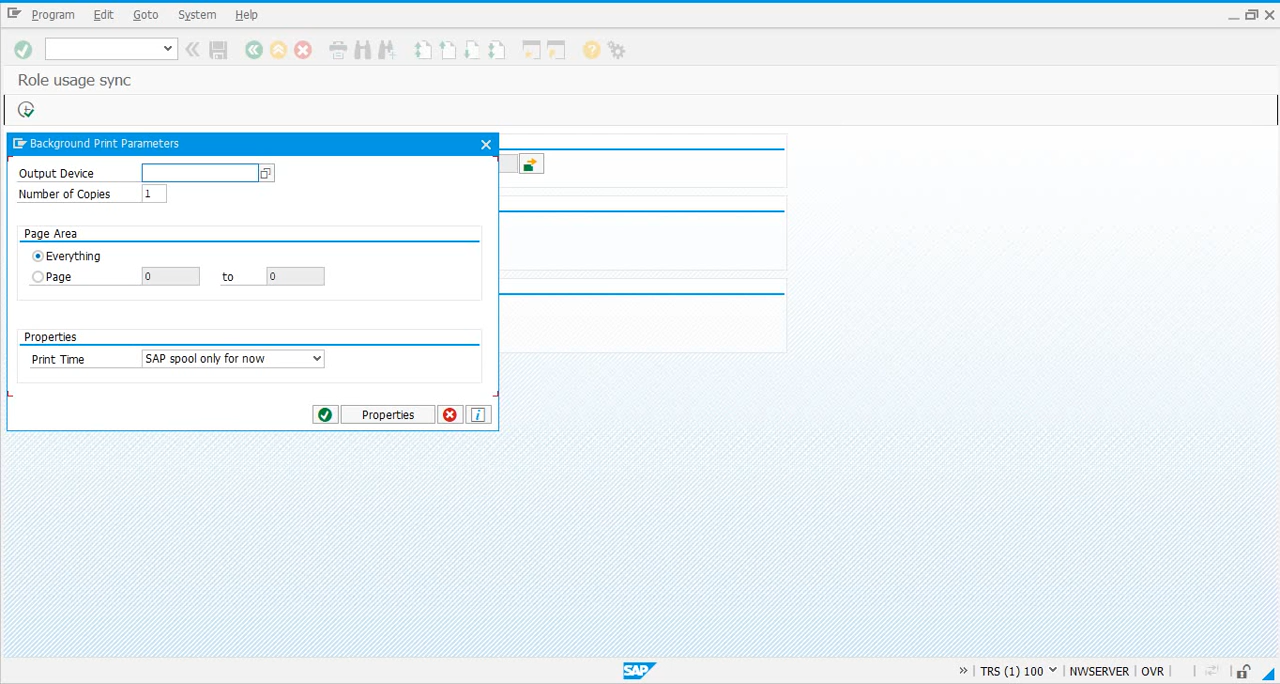 Program Edit Goto System Help
Role usage sync
Background Print Parameters
Output Device
Number of Copies 1
Page Area
Everything
Page 0 to 0
Properties
Print Time SAP spool only for now
Properties
SAP TRS (1) 100 NWSERVER OVR